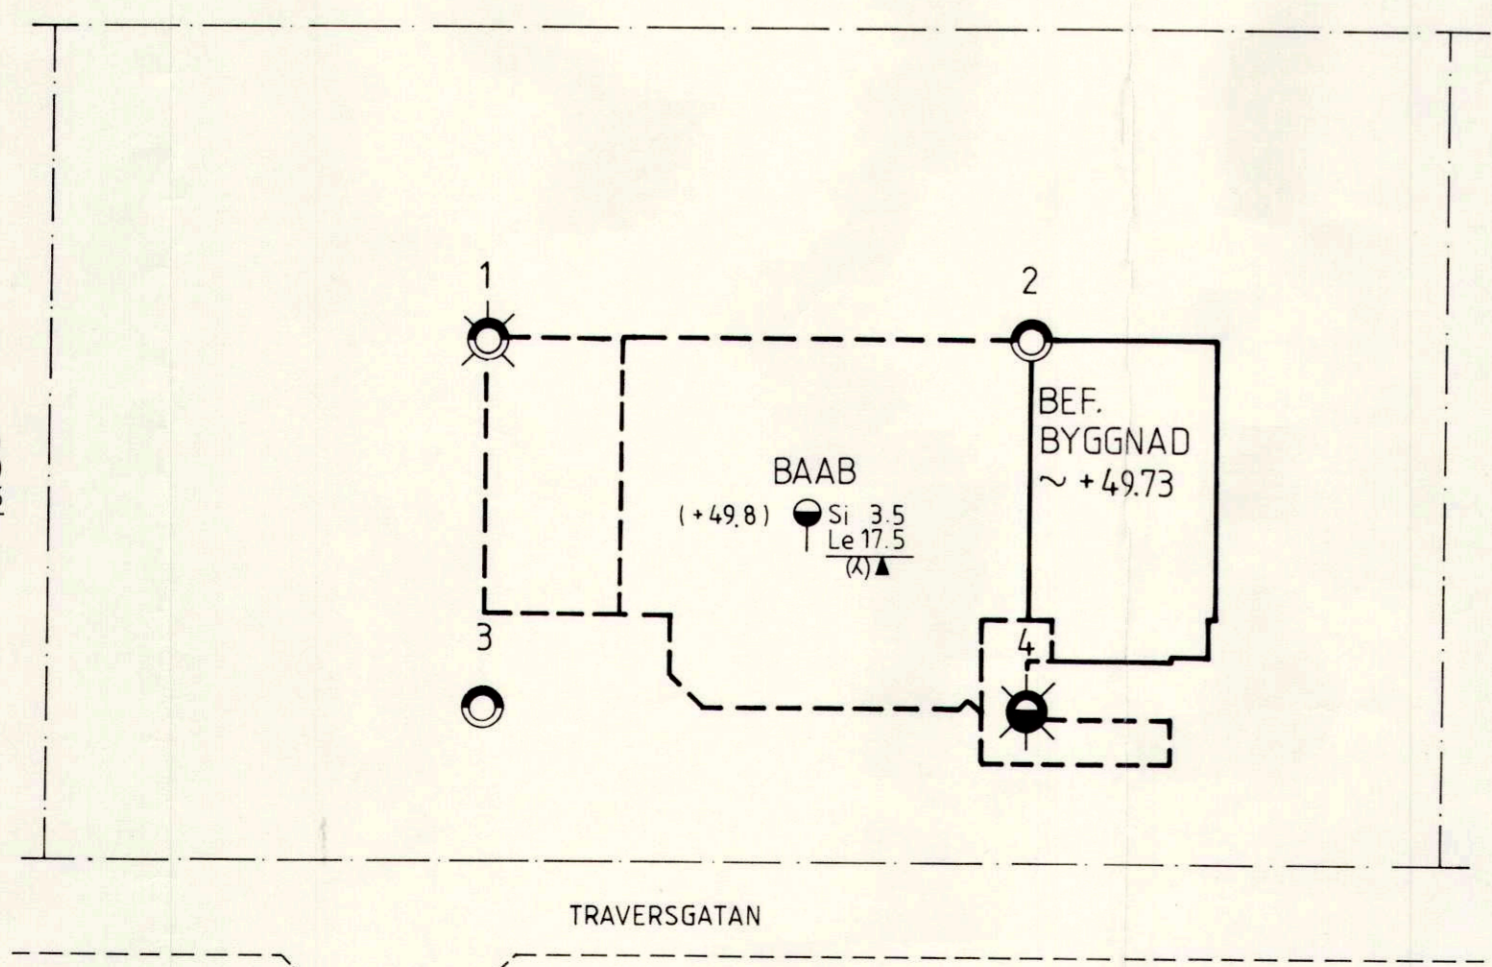 1
2
BEF.
BYGGNAD
~ +49.73
BAAB
(+49.8) Si 3.5
Le 17.5
3
4
TRAVERSGATAN